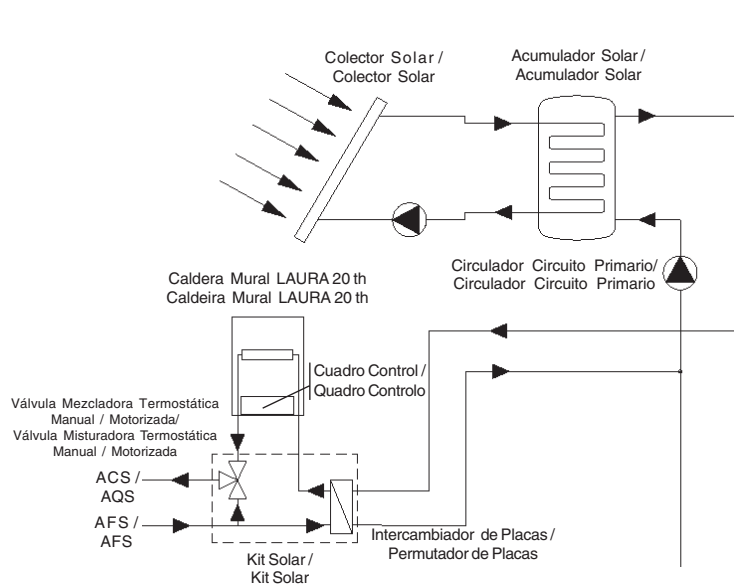 Colector Solar /
Colector Solar
Acumulador Solar /
Acumulador Solar
Circulador Circuito Primario/
Circulador Circuito Primario
Caldera Mural LAURA 20 th
Caldeira Mural LAURA 20 th
Cuadro Control /
Quadro Controlo
Válvula Mezcladora Termostática
Manual / Motorizada/
Válvula Misturadora Termostática
Manual / Motorizada
ACS /
AQS
AFS /
AFS
Intercambiador de Placas /
Permutador de Placas
Kit Solar /
Kit Solar